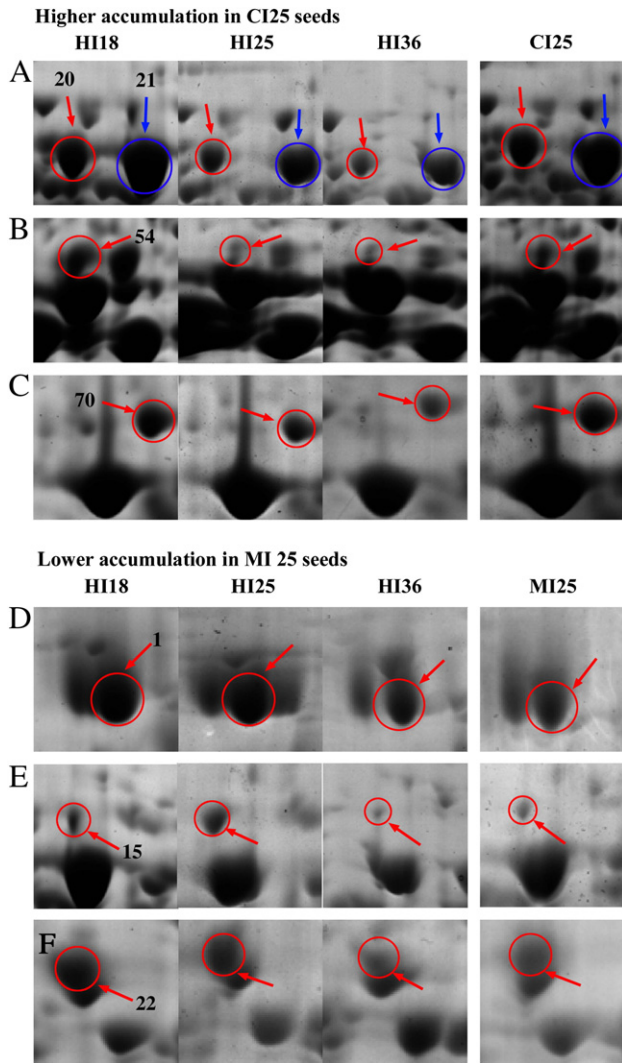 Higher accumulation in CI25 seeds
HI18 HI25 HI36 CI25
A
20 21
B
54
C
70
Lower accumulation in MI 25 seeds
HI18 HI25 HI36 MI25
D
1
E
15
F
22